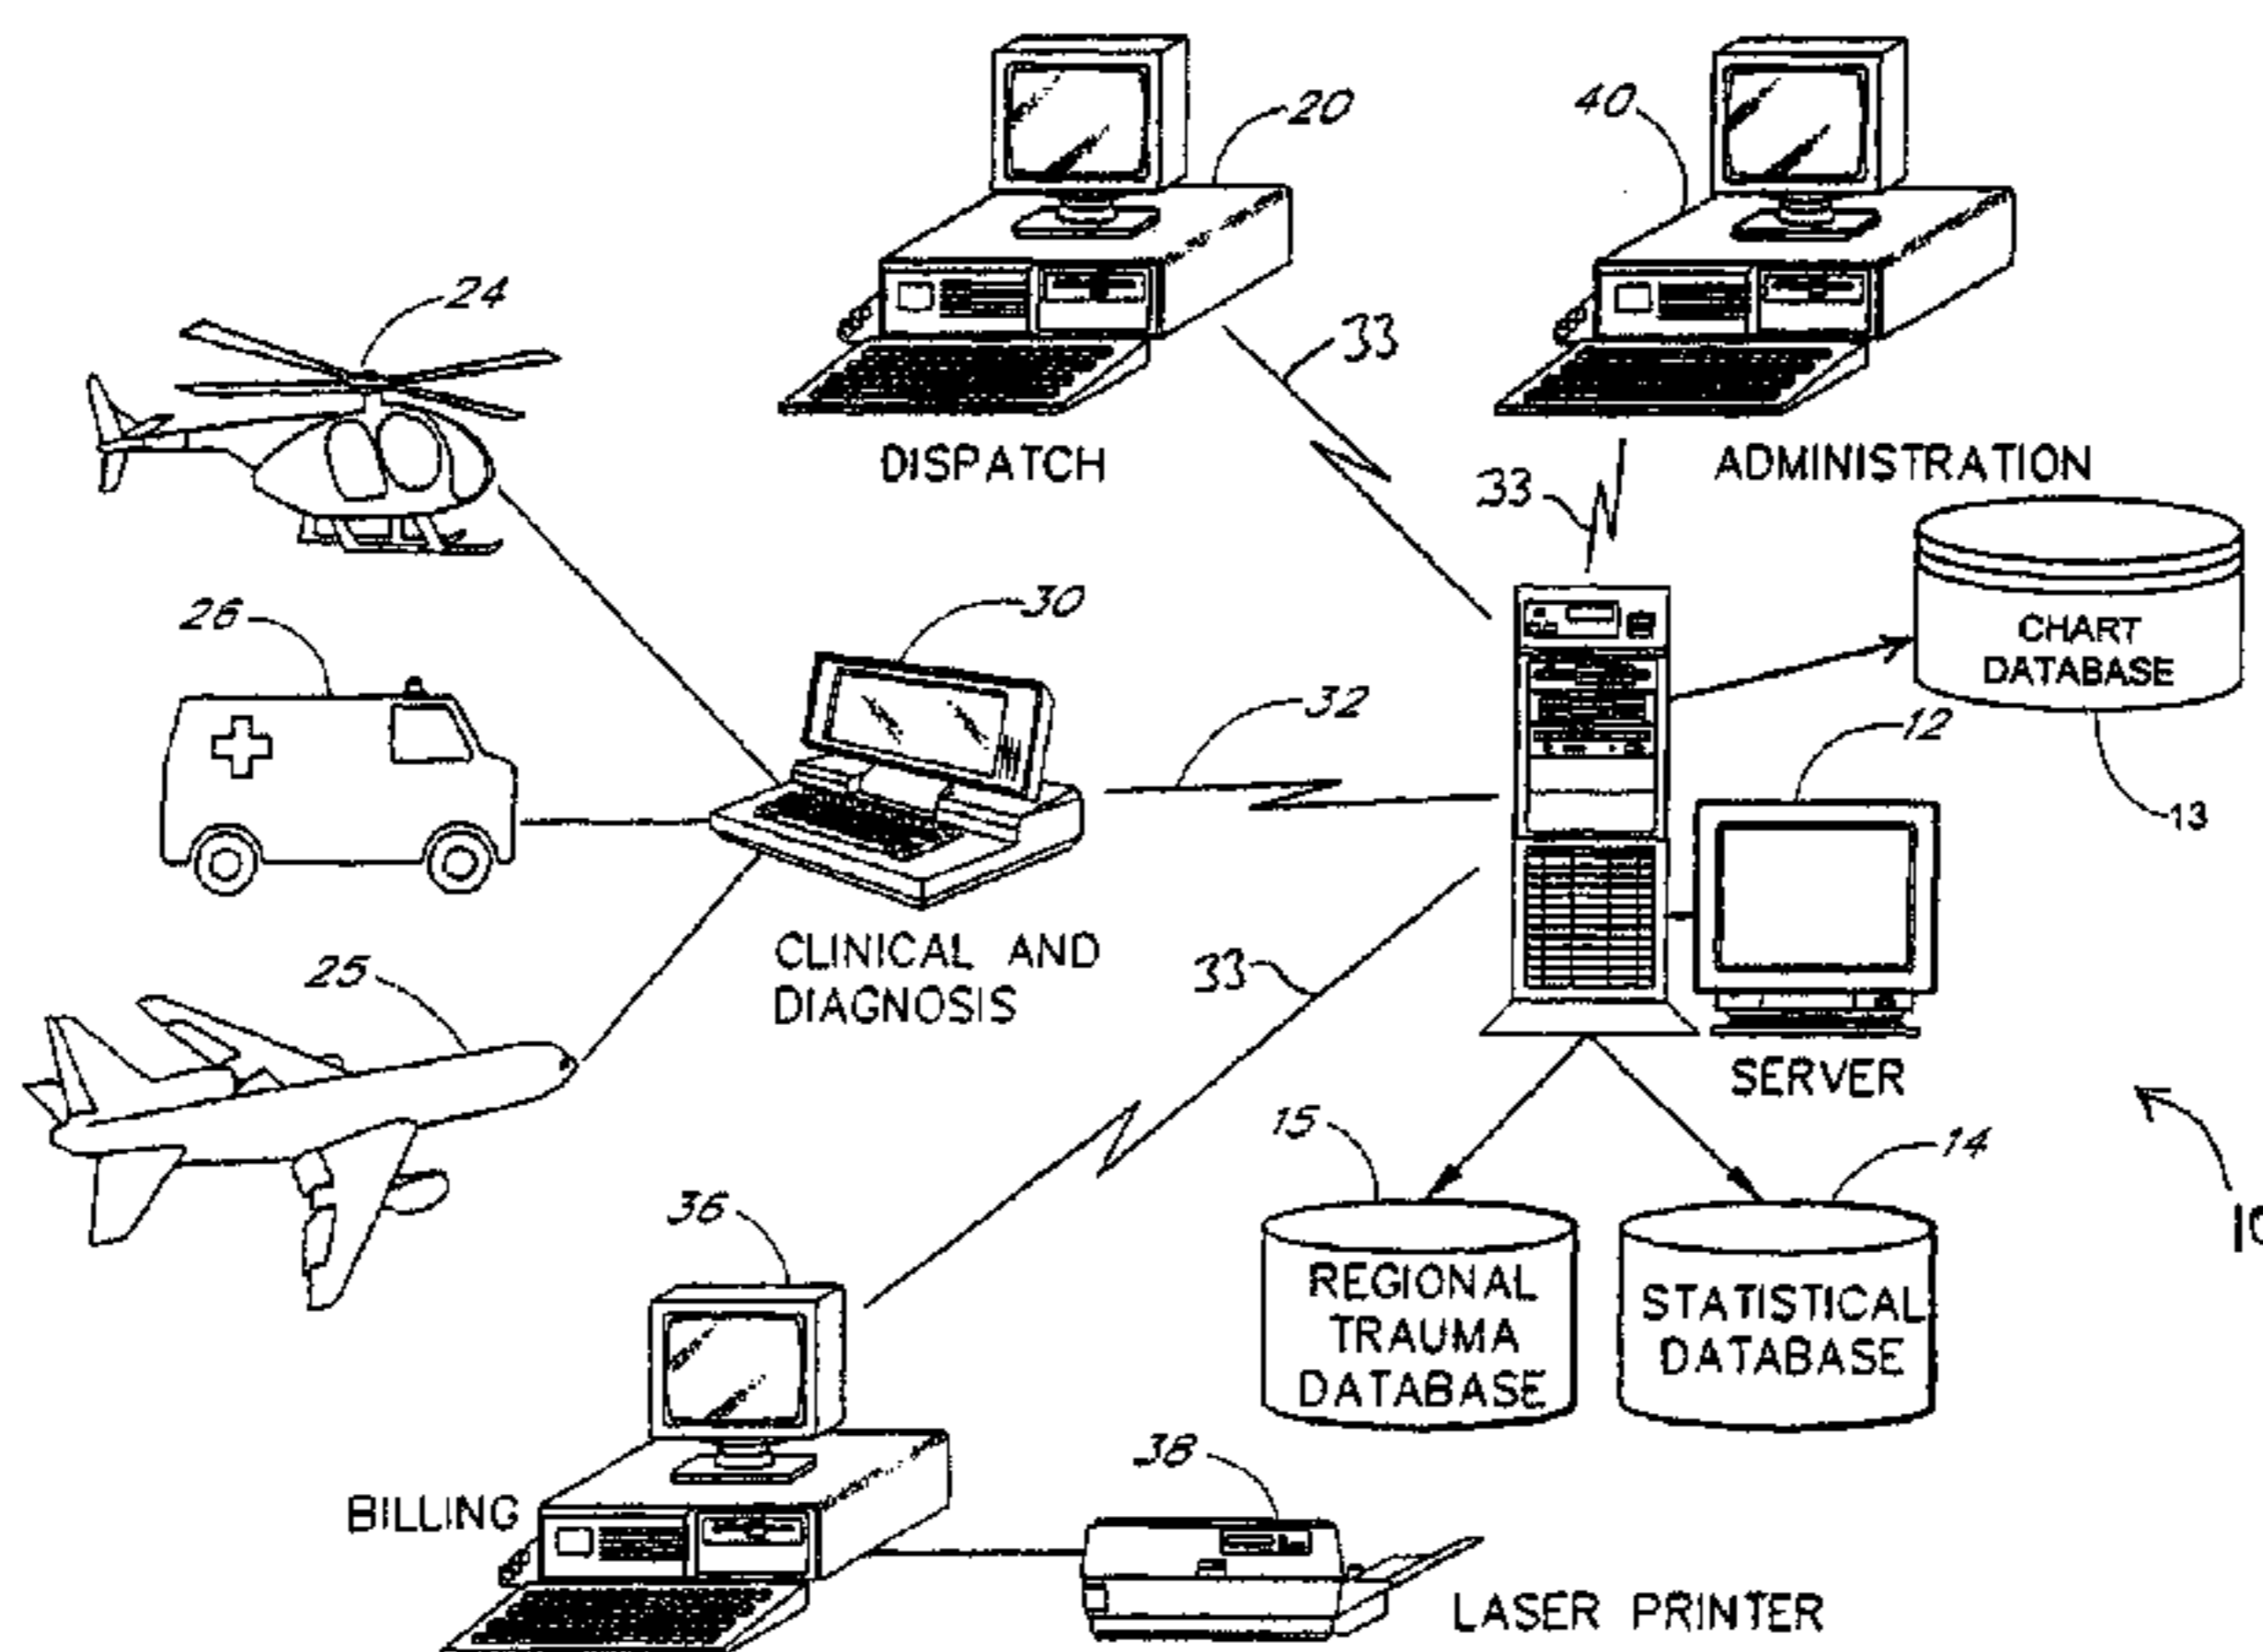 20
40
24
33
DISPATCH
ADMINISTRATION
33
26
30
CHART
DATABASE
32
12
13
CLINICAL AND
DIAGNOSIS
33
25
SERVER
15
14
10
36
REGIONAL
TRAUMA
DATABASE
STATISTICAL
DATABASE
38
BILLING
LASER PRINTER